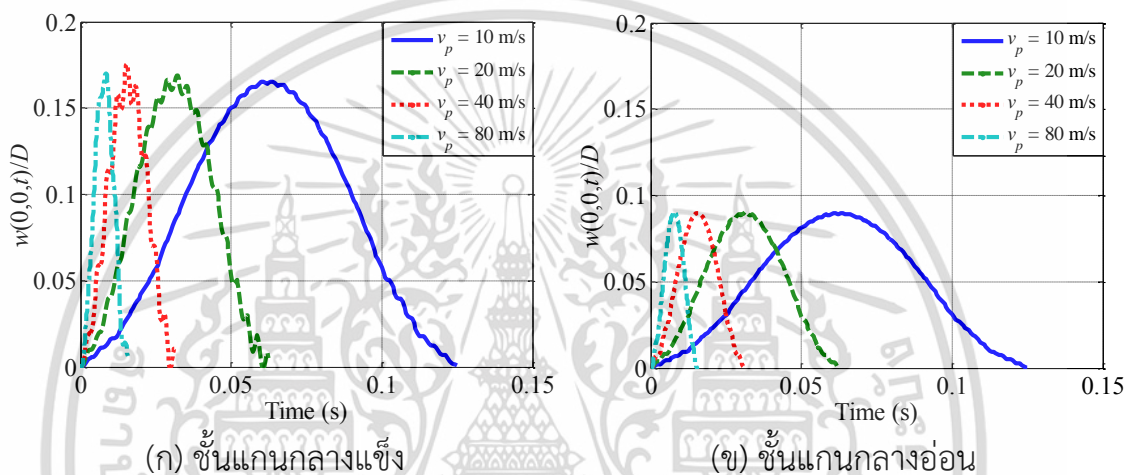 0.2
0.15
0.1
0.05
0
w(0,0,t)/D
v_p = 10 m/s
v_p = 20 m/s
v_p = 40 m/s
v_p = 80 m/s
0 0.05 0.1 0.15
Time (s)
(ก) ชั้นแกนกลางแข็ง
0.2
0.15
0.1
0.05
0
w(0,0,t)/D
v_p = 10 m/s
v_p = 20 m/s
v_p = 40 m/s
v_p = 80 m/s
0 0.05 0.1 0.15
Time (s)
(ข) ชั้นแกนกลางอ่อน